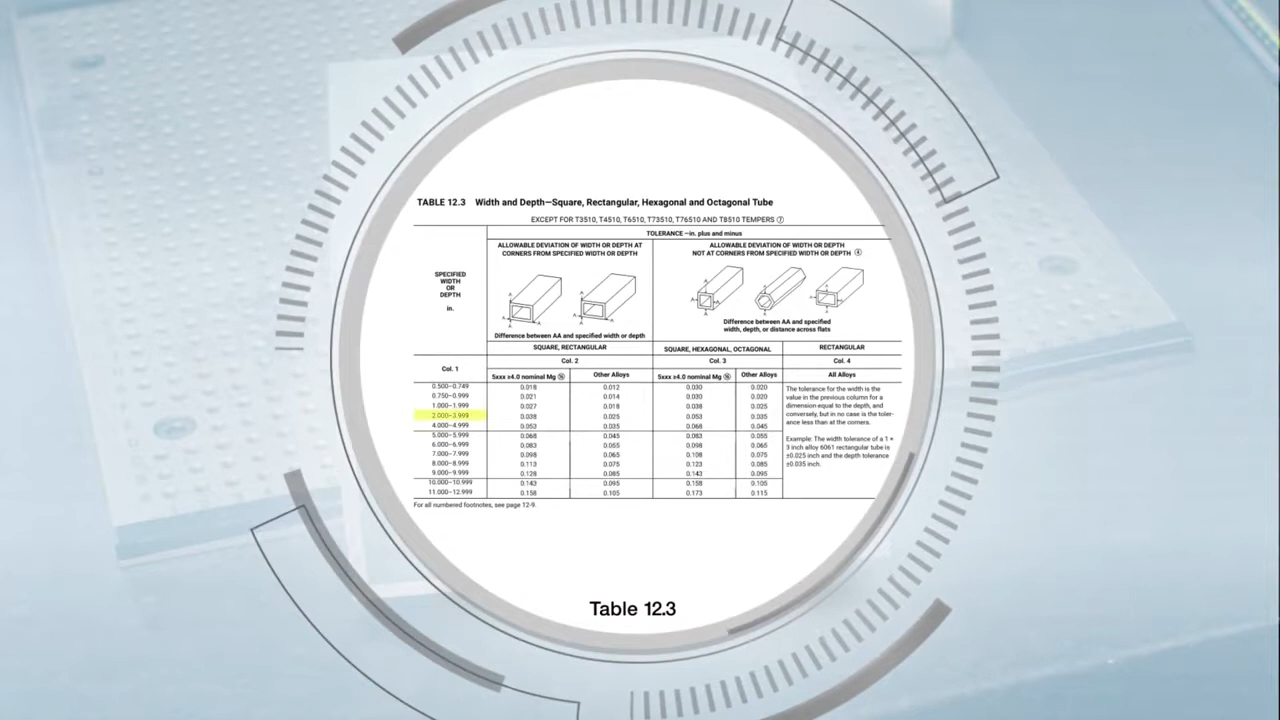 TABLE 12.3 Width and Depth—Square, Rectangular, Hexagonal and Octagonal Tube
EXCEPT FOR T3510, T4510, T6510, T73510, T76510 AND T8510 TEMPERS ⑦
TOLERANCE —in. plus and minus
SPECIFIED
WIDTH
OR
DEPTH
in.
ALLOWABLE DEVIATION OF WIDTH OR DEPTH AT
CORNERS FROM SPECIFIED WIDTH OR DEPTH
A A A A A A
Difference between AA and specified width or depth
ALLOWABLE DEVIATION OF WIDTH OR DEPTH
NOT AT CORNERS FROM SPECIFIED WIDTH OR DEPTH ④
A A A A A A A A A
Difference between AA and specified
width, depth, or distance across flats
SQUARE, RECTANGULAR SQUARE, HEXAGONAL, OCTAGONAL RECTANGULAR
Col. 1 Col. 2 Col. 3 Col. 4
5xxx ≥4.0 nominal Mg ⑯ Other Alloys 5xxx ≥4.0 nominal Mg ⑯ Other Alloys All Alloys
0.500–0.749 0.018 0.012 0.030 0.020
0.750–0.999 0.021 0.014 0.030 0.020
1.000–1.999 0.027 0.018 0.038 0.025
2.000–3.999 0.038 0.025 0.053 0.035
4.000–4.999 0.053 0.035 0.068 0.045
5.000–5.999 0.068 0.045 0.083 0.055
6.000–6.999 0.083 0.055 0.098 0.065
7.000–7.999 0.098 0.065 0.108 0.075
8.000–8.999 0.113 0.075 0.123 0.085
9.000–9.999 0.128 0.085 0.143 0.095
10.000–10.999 0.143 0.095 0.158 0.105
11.000–12.999 0.158 0.105 0.173 0.115
The tolerance for the width is the
value in the previous column for a
dimension equal to the depth, and
conversely, but in no case is the toler-
ance less than at the corners.
Example: The width tolerance of a 1 ×
3 inch alloy 6061 rectangular tube is
±0.025 inch and the depth tolerance
±0.035 inch.
For all numbered footnotes, see page 12-9.
Table 12.3